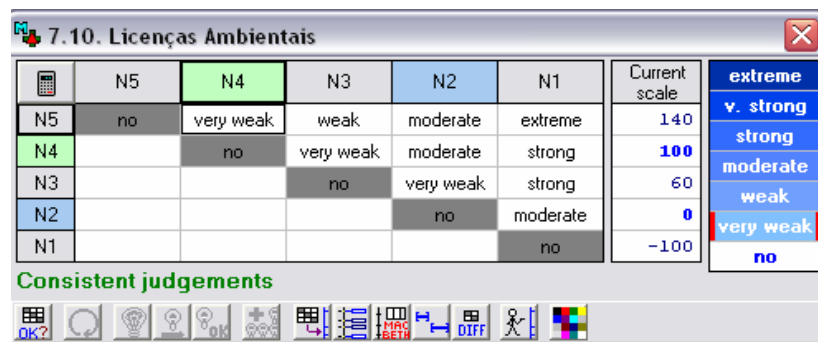 7.10. Licenças Ambientais
N5 N4 N3 N2 N1 Current scale
N5 no very weak weak moderate extreme 140
N4 no very weak moderate strong 100
N3 no very weak strong 60
N2 no moderate 0
N1 no -100
extreme
v. strong
strong
moderate
weak
very weak
no
Consistent judgements
OK? OK MAC BETH DIFF